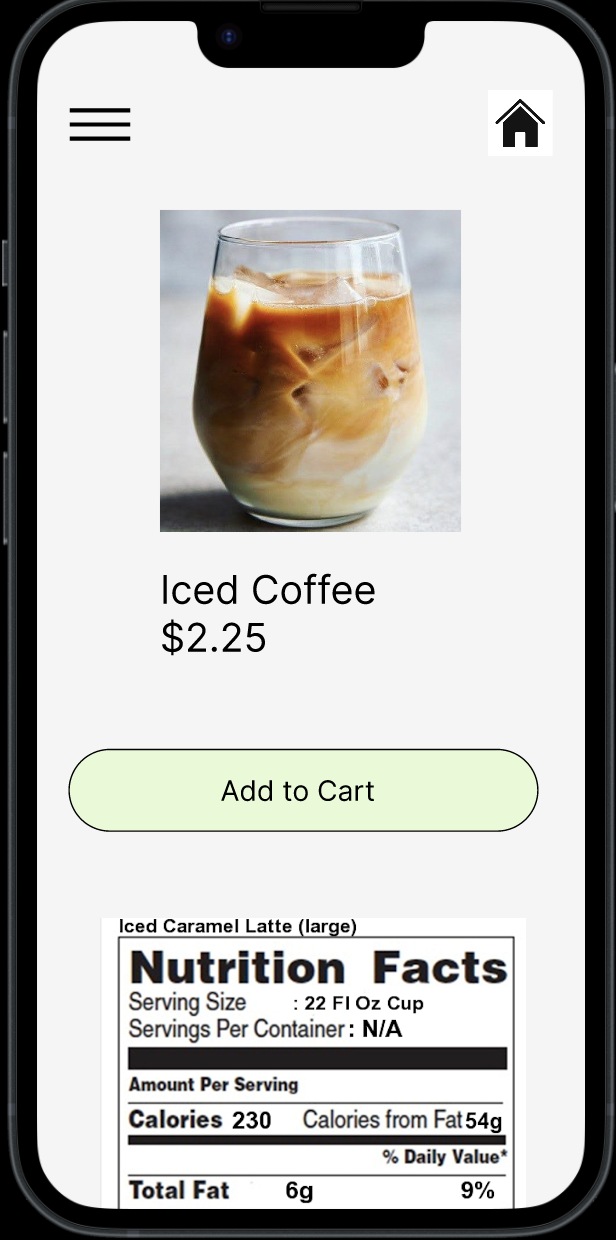 Iced Coffee
$2.25
Add to Cart
Iced Caramel Latte (large)
Nutrition Facts
Serving Size : 22 Fl Oz Cup
Servings Per Container : N/A
Amount Per Serving
Calories 230 Calories from Fat 54g
% Daily Value*
Total Fat 6g 9%